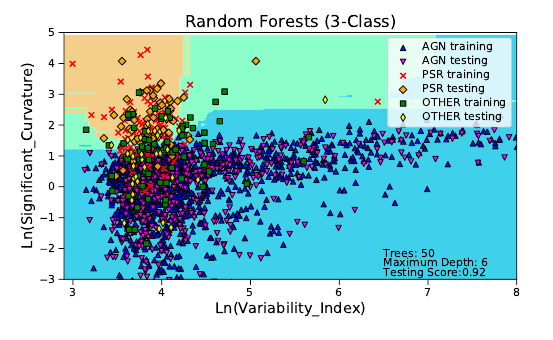 Random Forests (3-Class)
AGN training
AGN testing
PSR training
PSR testing
OTHER training
OTHER testing
Ln(Significant_Curvature)
5
4
3
2
1
0
−1
−2
−3
Trees: 50
Maximum Depth: 6
Testing Score:0.92
3 4 5 6 7 8
Ln(Variability_Index)